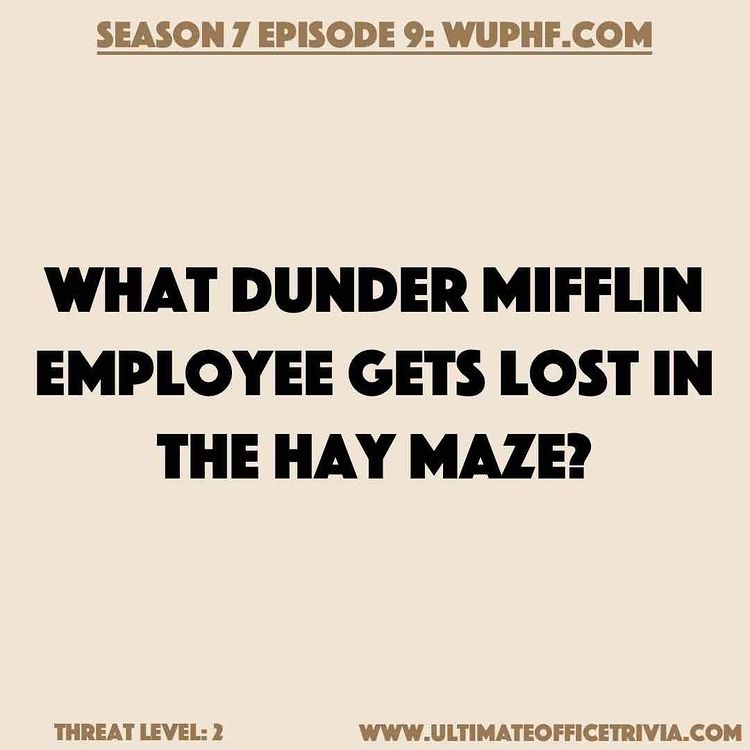 SEASON 7 EPISODE 9: WUPHF.COM
WHAT DUNDER MIFFLIN
EMPLOYEE GETS LOST IN
THE HAY MAZE?
THREAT LEVEL: 2
WWW.ULTIMATEOFFICETRIVIA.COM